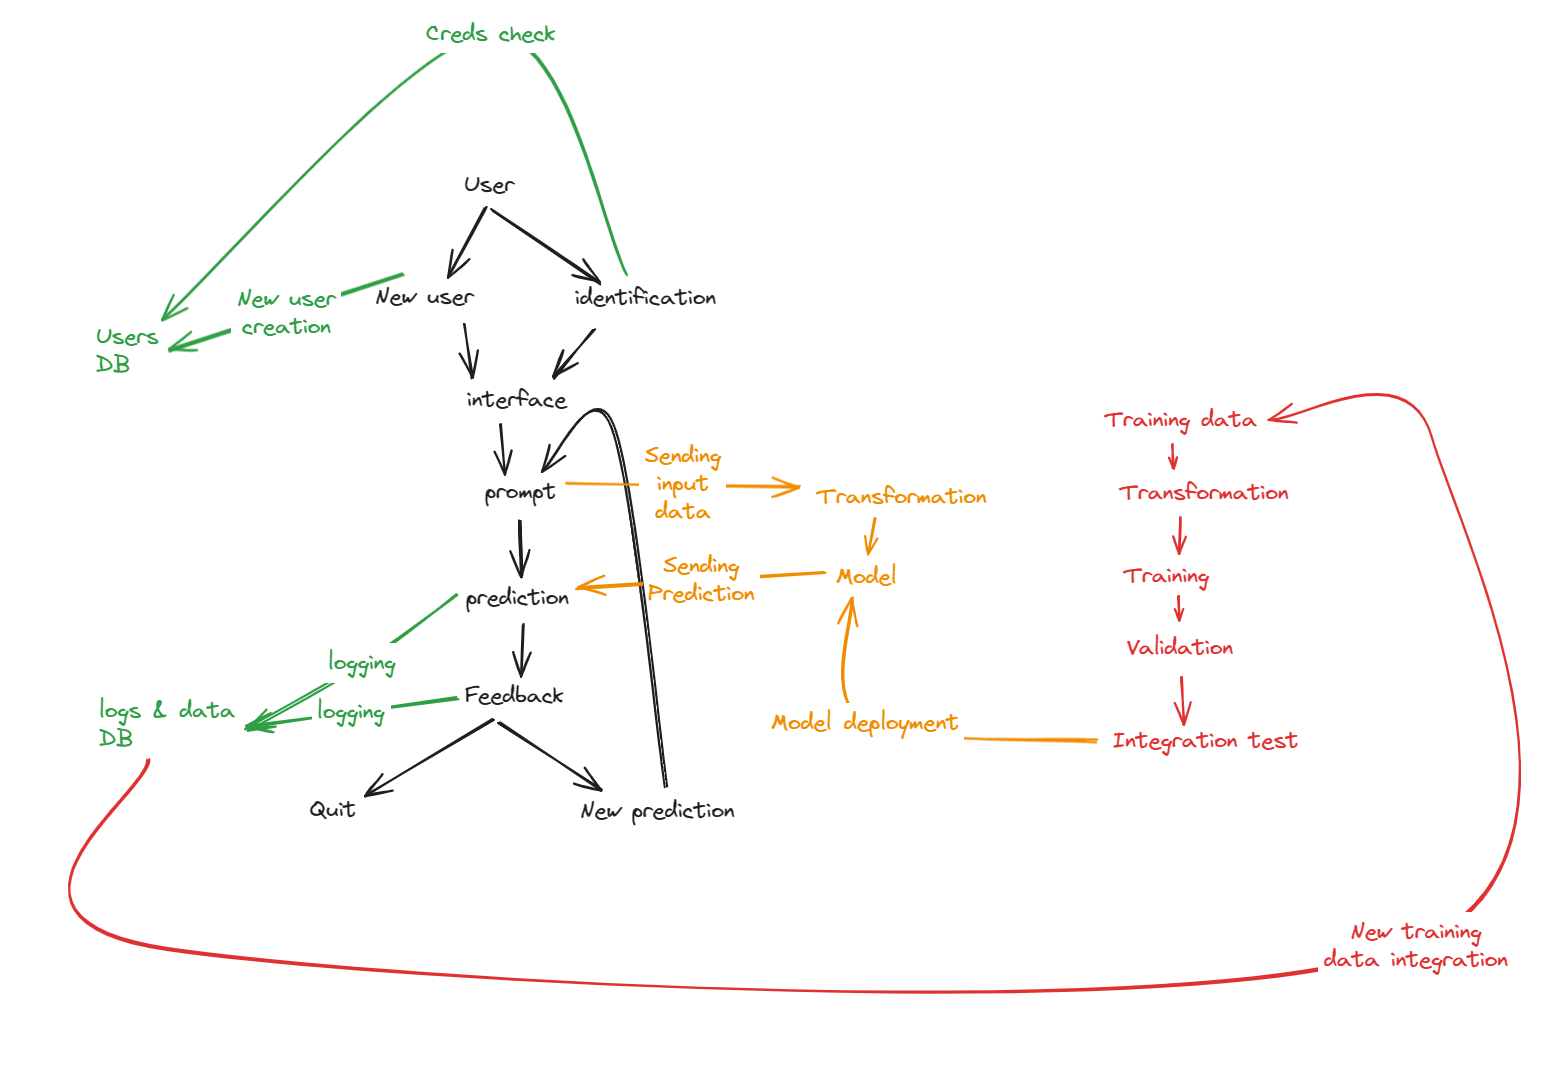 Creds check
User
New user
creation
New user
identification
Users
DB
interface
Sending
input
data
prompt
Transformation
Sending
Prediction
Model
prediction
logging
logging
Feedback
logs & data
DB
Model deployment
Quit
New prediction
Training data
Transformation
Training
Validation
Integration test
New training
data integration